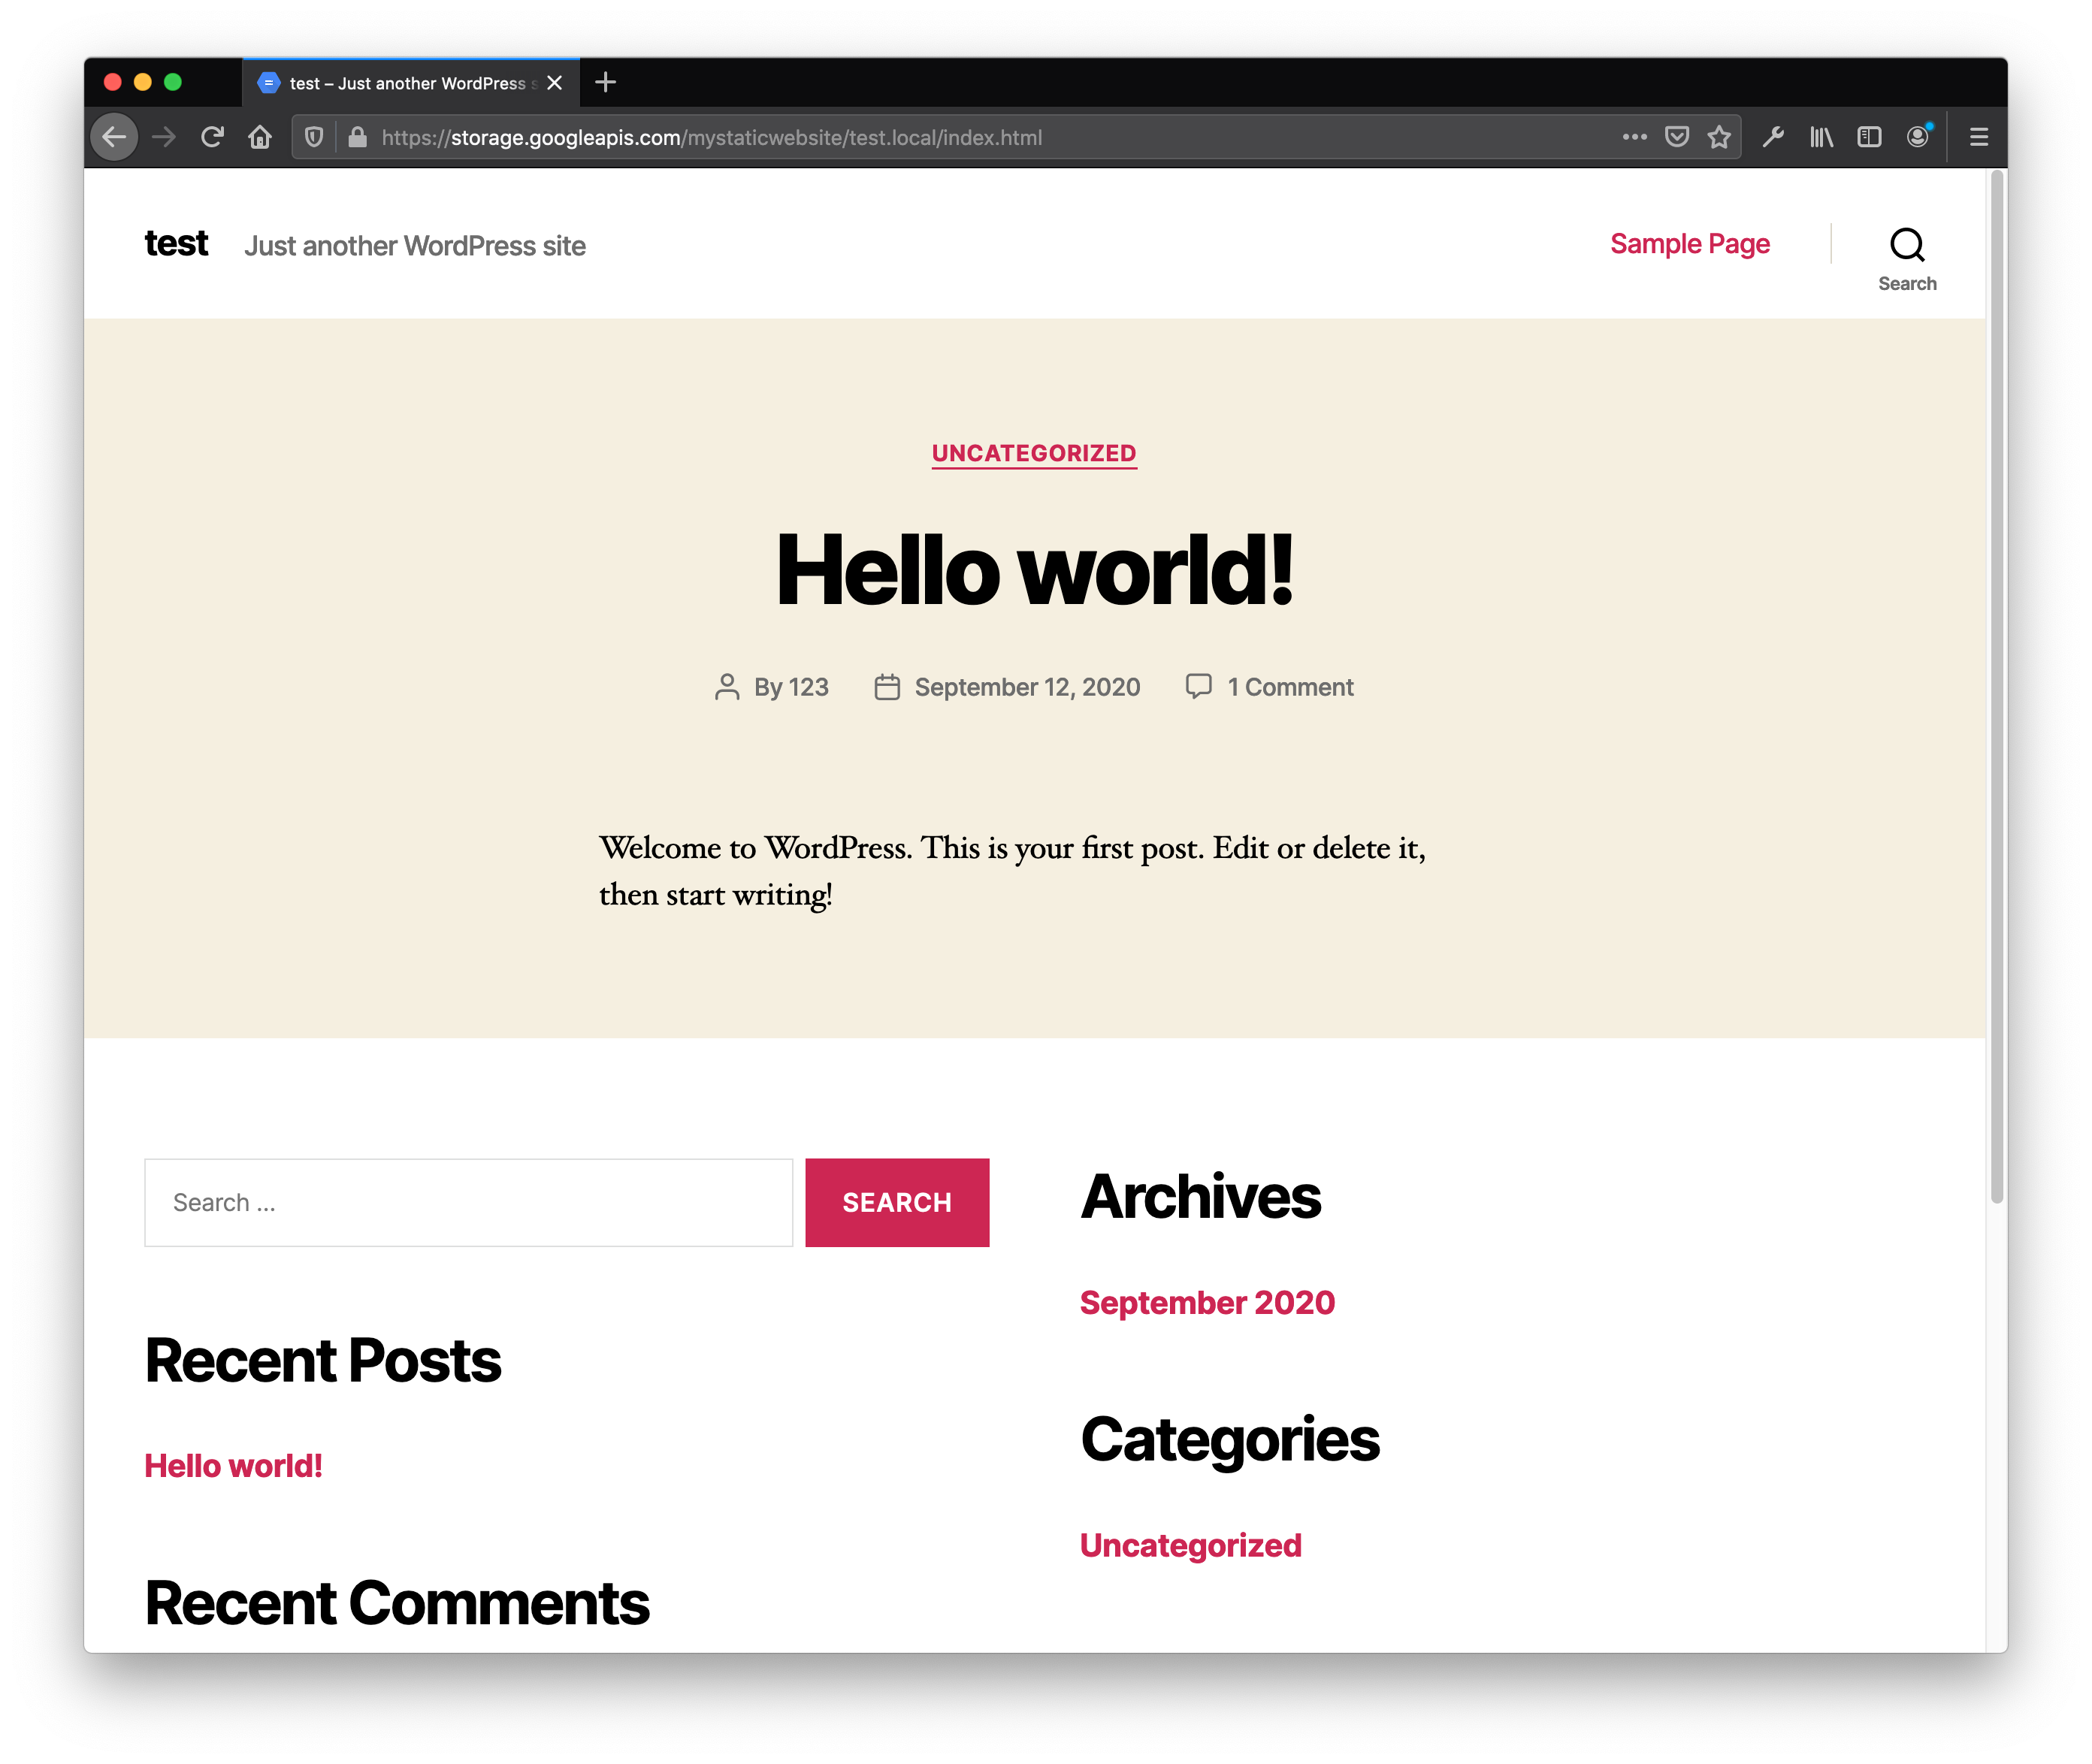 test – Just another WordPress s
https://storage.googleapis.com/mystaticwebsite/test.local/index.html
test Just another WordPress site
Sample Page
Search
UNCATEGORIZED
Hello world!
By 123 September 12, 2020 1 Comment
Welcome to WordPress. This is your first post. Edit or delete it,
then start writing!
Search ...
SEARCH
Recent Posts
Hello world!
Recent Comments
Archives
September 2020
Categories
Uncategorized